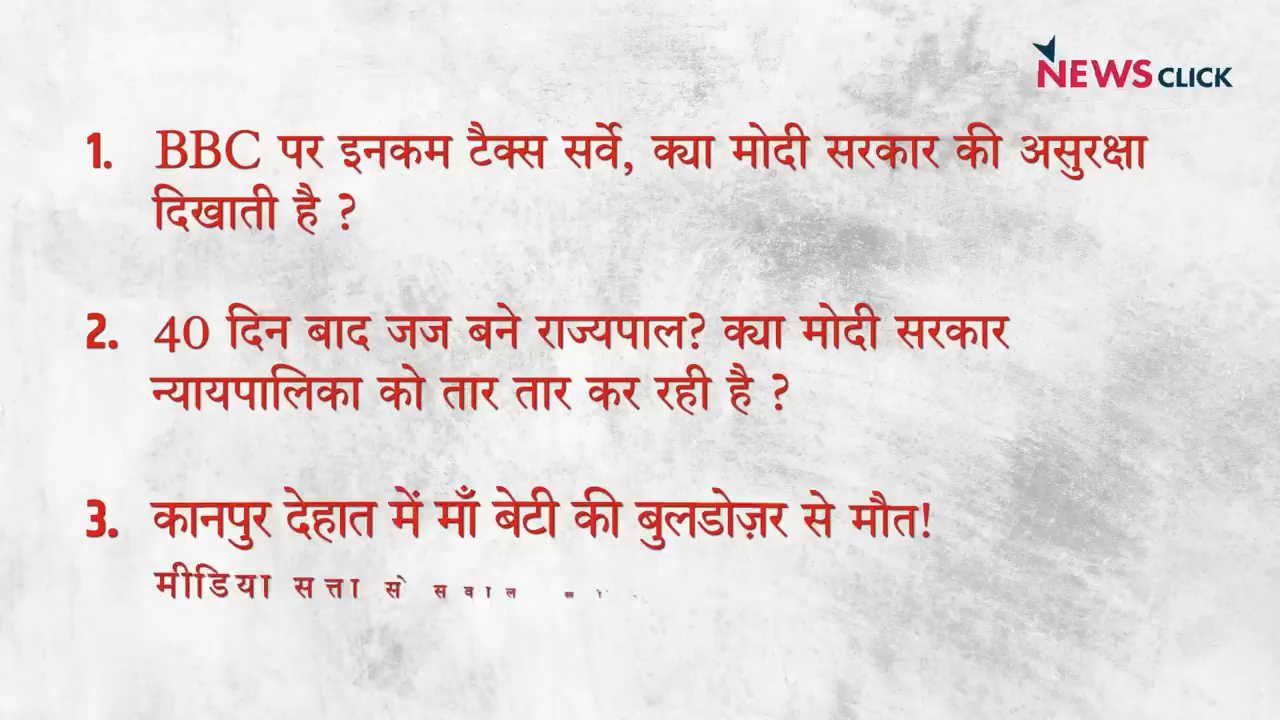 NEWS CLICK
1. BBC पर इनकम टैक्स सर्वे, क्या मोदी सरकार की असुरक्षा
दिखाती है ?
2. 40 दिन बाद जज बने राज्यपाल? क्या मोदी सरकार
न्यायपालिका को तार तार कर रही है ?
3. कानपुर देहात में माँ बेटी की बुलडोज़र से मौत!
मीडिया सत्ता से सवाल